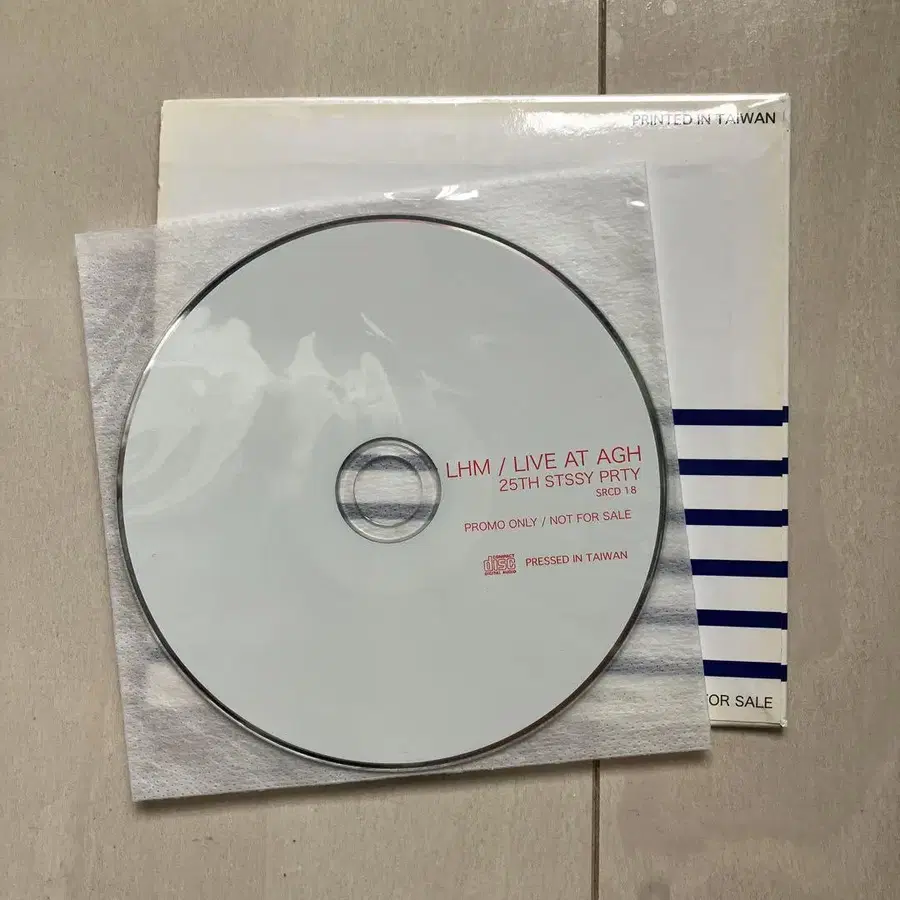 PRINTED IN TAIWAN
LHM / LIVE AT AGH
25TH STSSY PRTY
SRCD 18
PROMO ONLY / NOT FOR SALE
COMPACT
disc
DIGITAL AUDIO
PRESSED IN TAIWAN
FOR SALE